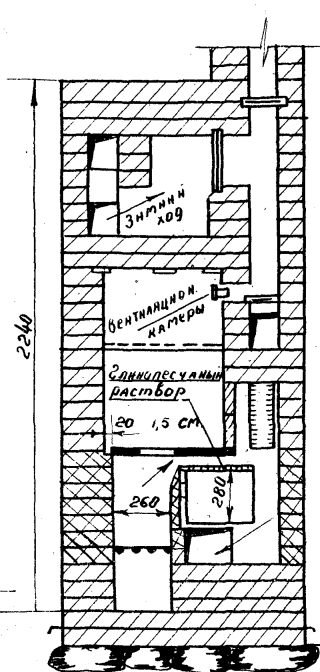 Зимний
ход
Вентиляцион.
камеры
2240
Глинопесчаный
раствор
20 1,5 см
260
280